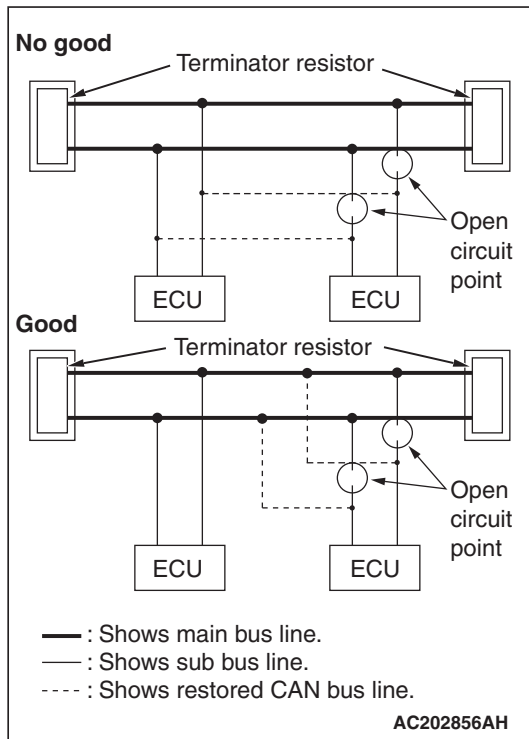 No good
Terminator resistor
Open
circuit
point
ECU
ECU
Good
Terminator resistor
Open
circuit
point
ECU
ECU
: Shows main bus line.
: Shows sub bus line.
: Shows restored CAN bus line.
AC202856AH